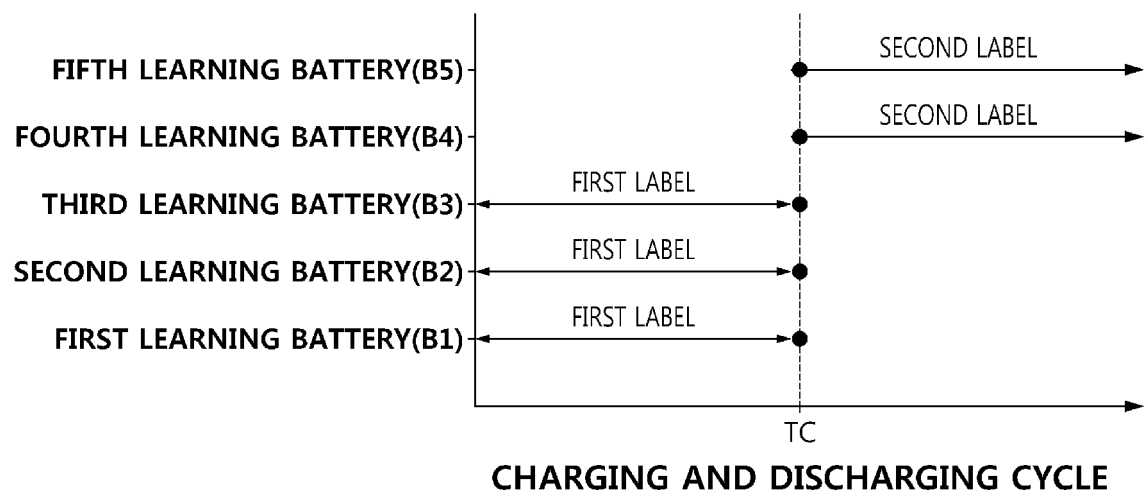 SECOND LABEL
FIFTH LEARNING BATTERY(B5)
SECOND LABEL
FOURTH LEARNING BATTERY(B4)
FIRST LABEL
THIRD LEARNING BATTERY(B3)
FIRST LABEL
SECOND LEARNING BATTERY(B2)
FIRST LABEL
FIRST LEARNING BATTERY(B1)
TC
CHARGING AND DISCHARGING CYCLE